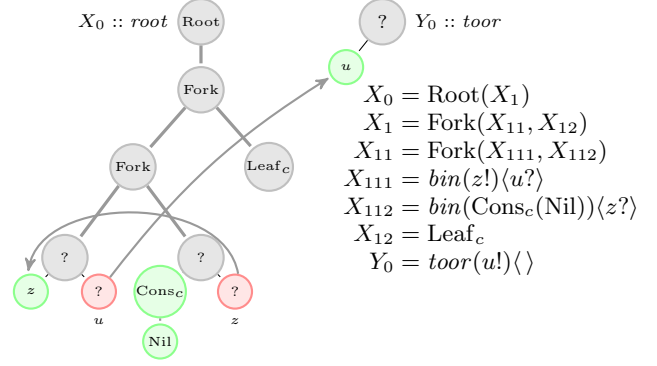 X₀ :: root
Root
?
Y₀ :: toor
u
Fork
X₀ = Root(X₁)
X₁ = Fork(X₁₁, X₁₂)
X₁₁ = Fork(X₁₁₁, X₁₁₂)
X₁₁₁ = bin(z!)⟨u?⟩
X₁₁₂ = bin(Cons_c(Nil))⟨z?⟩
X₁₂ = Leaf_c
Y₀ = toor(u!)⟨ ⟩
Fork
Leaf_c
?
?
z
?
Cons_c
?
u
z
Nil